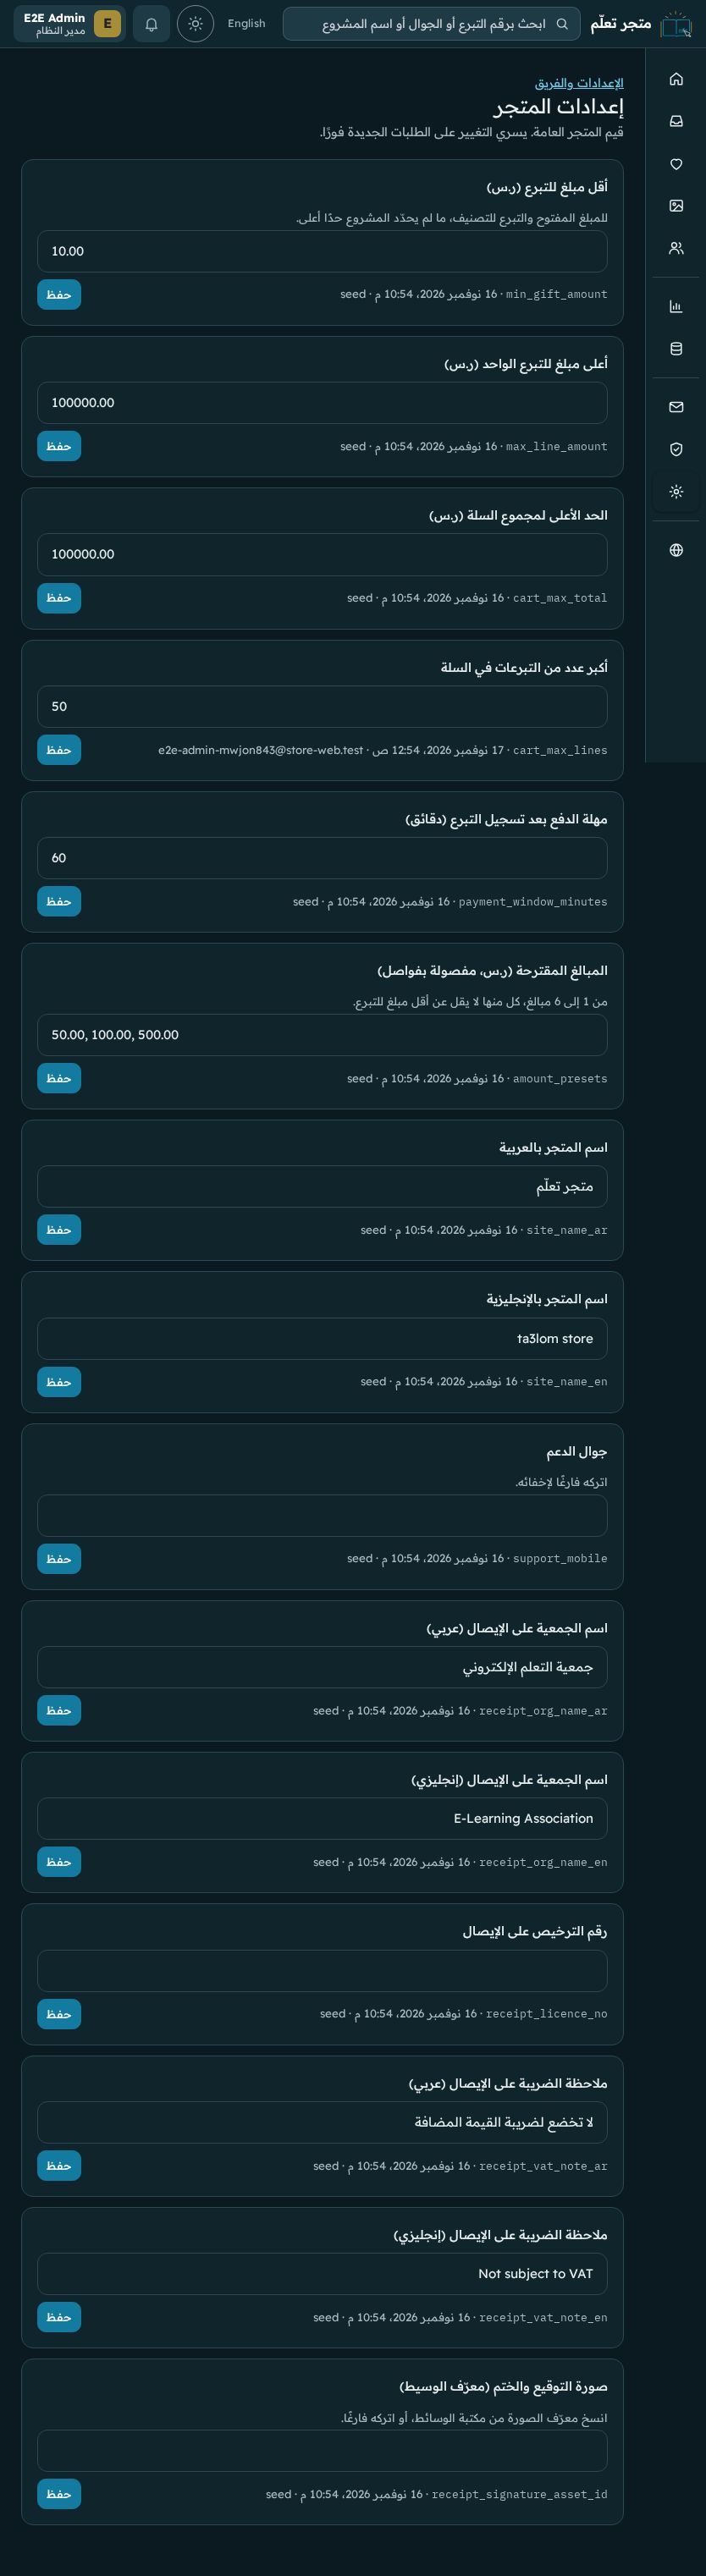 متجر تعلّم
ابحث برقم التبرع أو الجوال أو اسم المشروع
English
E
E2E Admin
مدير النظام
الإعدادات والفريق
إعدادات المتجر
قيم المتجر العامة. يسري التغيير على الطلبات الجديدة فورًا.
أقل مبلغ للتبرع (ر.س)
للمبلغ المفتوح والتبرع للتصنيف، ما لم يحدّد المشروع حدًا أعلى.
10.00
min_gift_amount · 16 نوفمبر 2026، 10:54 م · seed
حفظ
أعلى مبلغ للتبرع الواحد (ر.س)
100000.00
max_line_amount · 16 نوفمبر 2026، 10:54 م · seed
حفظ
الحد الأعلى لمجموع السلة (ر.س)
100000.00
cart_max_total · 16 نوفمبر 2026، 10:54 م · seed
حفظ
أكبر عدد من التبرعات في السلة
50
cart_max_lines · 17 نوفمبر 2026، 12:54 ص · e2e-admin-mwjon843@store-web.test
حفظ
مهلة الدفع بعد تسجيل التبرع (دقائق)
60
payment_window_minutes · 16 نوفمبر 2026، 10:54 م · seed
حفظ
المبالغ المقترحة (ر.س، مفصولة بفواصل)
من 1 إلى 6 مبالغ، كل منها لا يقل عن أقل مبلغ للتبرع.
50.00, 100.00, 500.00
amount_presets · 16 نوفمبر 2026، 10:54 م · seed
حفظ
اسم المتجر بالعربية
متجر تعلّم
site_name_ar · 16 نوفمبر 2026، 10:54 م · seed
حفظ
اسم المتجر بالإنجليزية
ta3lom store
site_name_en · 16 نوفمبر 2026، 10:54 م · seed
حفظ
جوال الدعم
اتركه فارغًا لإخفائه.
support_mobile · 16 نوفمبر 2026، 10:54 م · seed
حفظ
اسم الجمعية على الإيصال (عربي)
جمعية التعلم الإلكتروني
receipt_org_name_ar · 16 نوفمبر 2026، 10:54 م · seed
حفظ
اسم الجمعية على الإيصال (إنجليزي)
E-Learning Association
receipt_org_name_en · 16 نوفمبر 2026، 10:54 م · seed
حفظ
رقم الترخيص على الإيصال
receipt_licence_no · 16 نوفمبر 2026، 10:54 م · seed
حفظ
ملاحظة الضريبة على الإيصال (عربي)
لا تخضع لضريبة القيمة المضافة
receipt_vat_note_ar · 16 نوفمبر 2026، 10:54 م · seed
حفظ
ملاحظة الضريبة على الإيصال (إنجليزي)
Not subject to VAT
receipt_vat_note_en · 16 نوفمبر 2026، 10:54 م · seed
حفظ
صورة التوقيع والختم (معرّف الوسيط)
انسخ معرّف الصورة من مكتبة الوسائط، أو اتركه فارغًا.
receipt_signature_asset_id · 16 نوفمبر 2026، 10:54 م · seed
حفظ